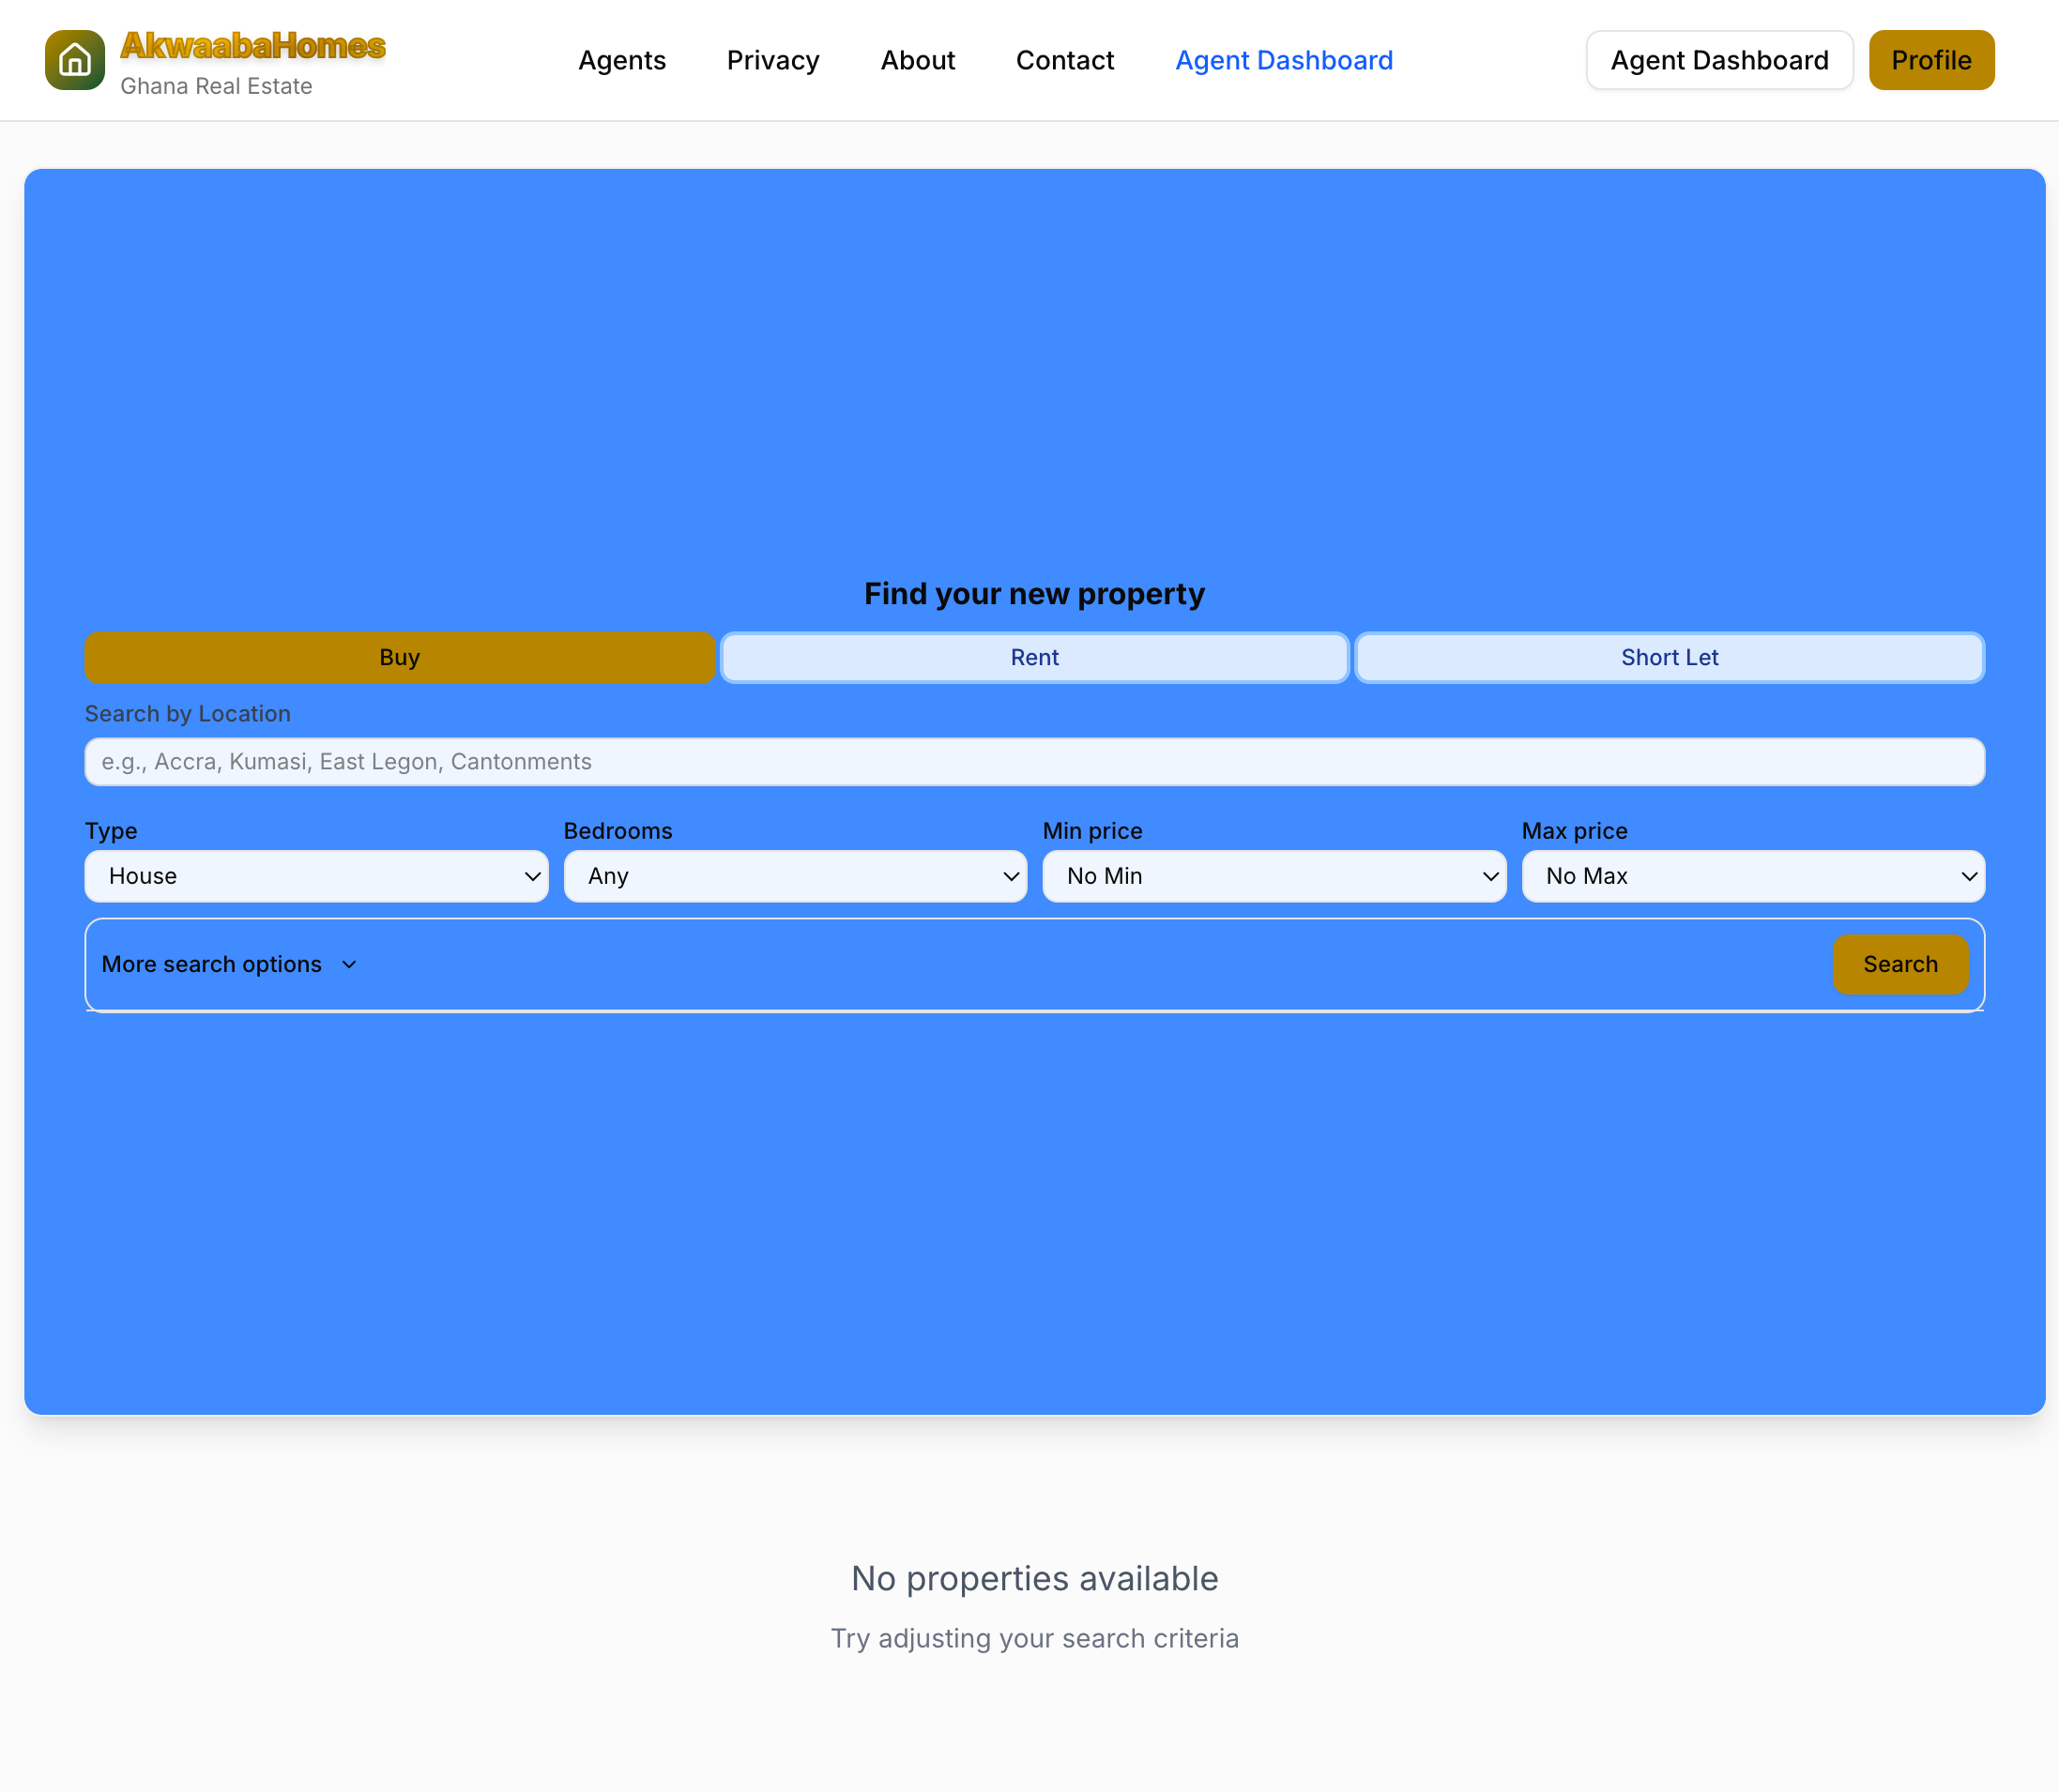 AkwaabaHomes
Ghana Real Estate
Agents Privacy About Contact Agent Dashboard
Agent Dashboard Profile
Find your new property
Buy Rent Short Let
Search by Location
e.g., Accra, Kumasi, East Legon, Cantonments
Type Bedrooms Min price Max price
House Any No Min No Max
More search options Search
No properties available
Try adjusting your search criteria